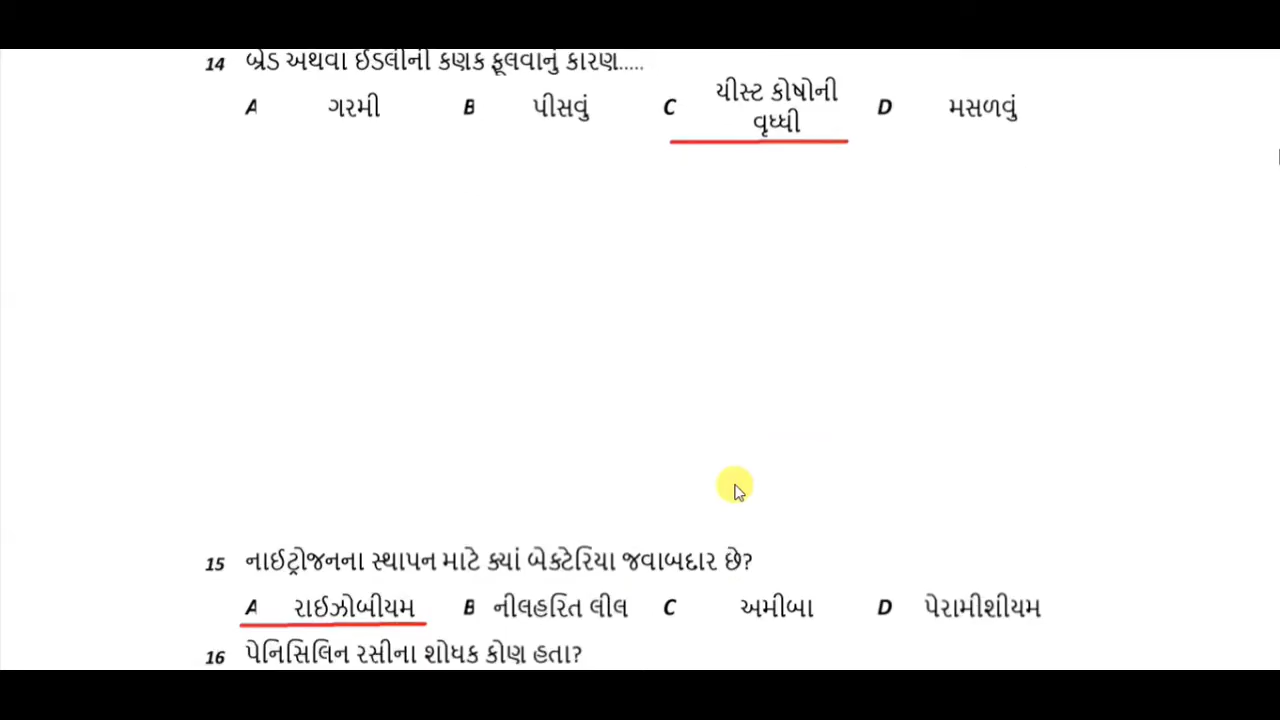 14 બ્રેડ અથવા ઈડલીની કણક ફૂલવાનું કારણ.....
A ગરમી B પીસવું C યીસ્ટ કોષોની વૃધ્ધી D મસળવું
15 નાઈટ્રોજનના સ્થાપન માટે ક્યાં બેક્ટેરિયા જવાબદાર છે?
A રાઈઝોબીયમ B નીલહરિત લીલ C અમીબા D પેરામીશીયમ
16 પેનિસિલિન રસીના શોધક કોણ હતા?